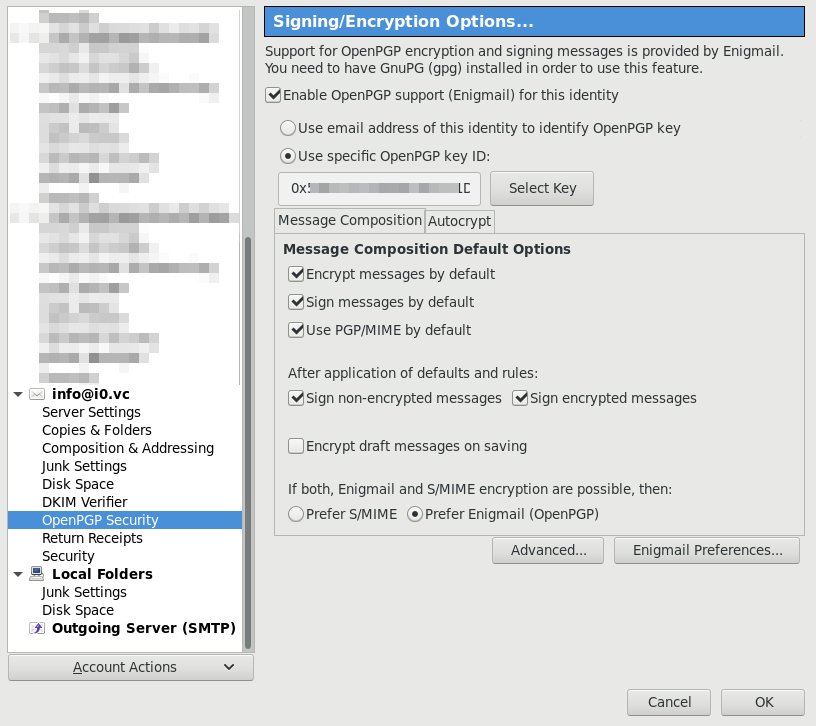 info@i0.vc
Server Settings
Copies & Folders
Composition & Addressing
Junk Settings
Disk Space
DKIM Verifier
OpenPGP Security
Return Receipts
Security
Local Folders
Junk Settings
Disk Space
Outgoing Server (SMTP)
Account Actions
Signing/Encryption Options...
Support for OpenPGP encryption and signing messages is provided by Enigmail.
You need to have GnuPG (gpg) installed in order to use this feature.
Enable OpenPGP support (Enigmail) for this identity
Use email address of this identity to identify OpenPGP key
Use specific OpenPGP key ID:
Select Key
Message Composition Autocrypt
Message Composition Default Options
Encrypt messages by default
Sign messages by default
Use PGP/MIME by default
After application of defaults and rules:
Sign non-encrypted messages Sign encrypted messages
Encrypt draft messages on saving
If both, Enigmail and S/MIME encryption are possible, then:
Prefer S/MIME Prefer Enigmail (OpenPGP)
Advanced... Enigmail Preferences...
Cancel OK